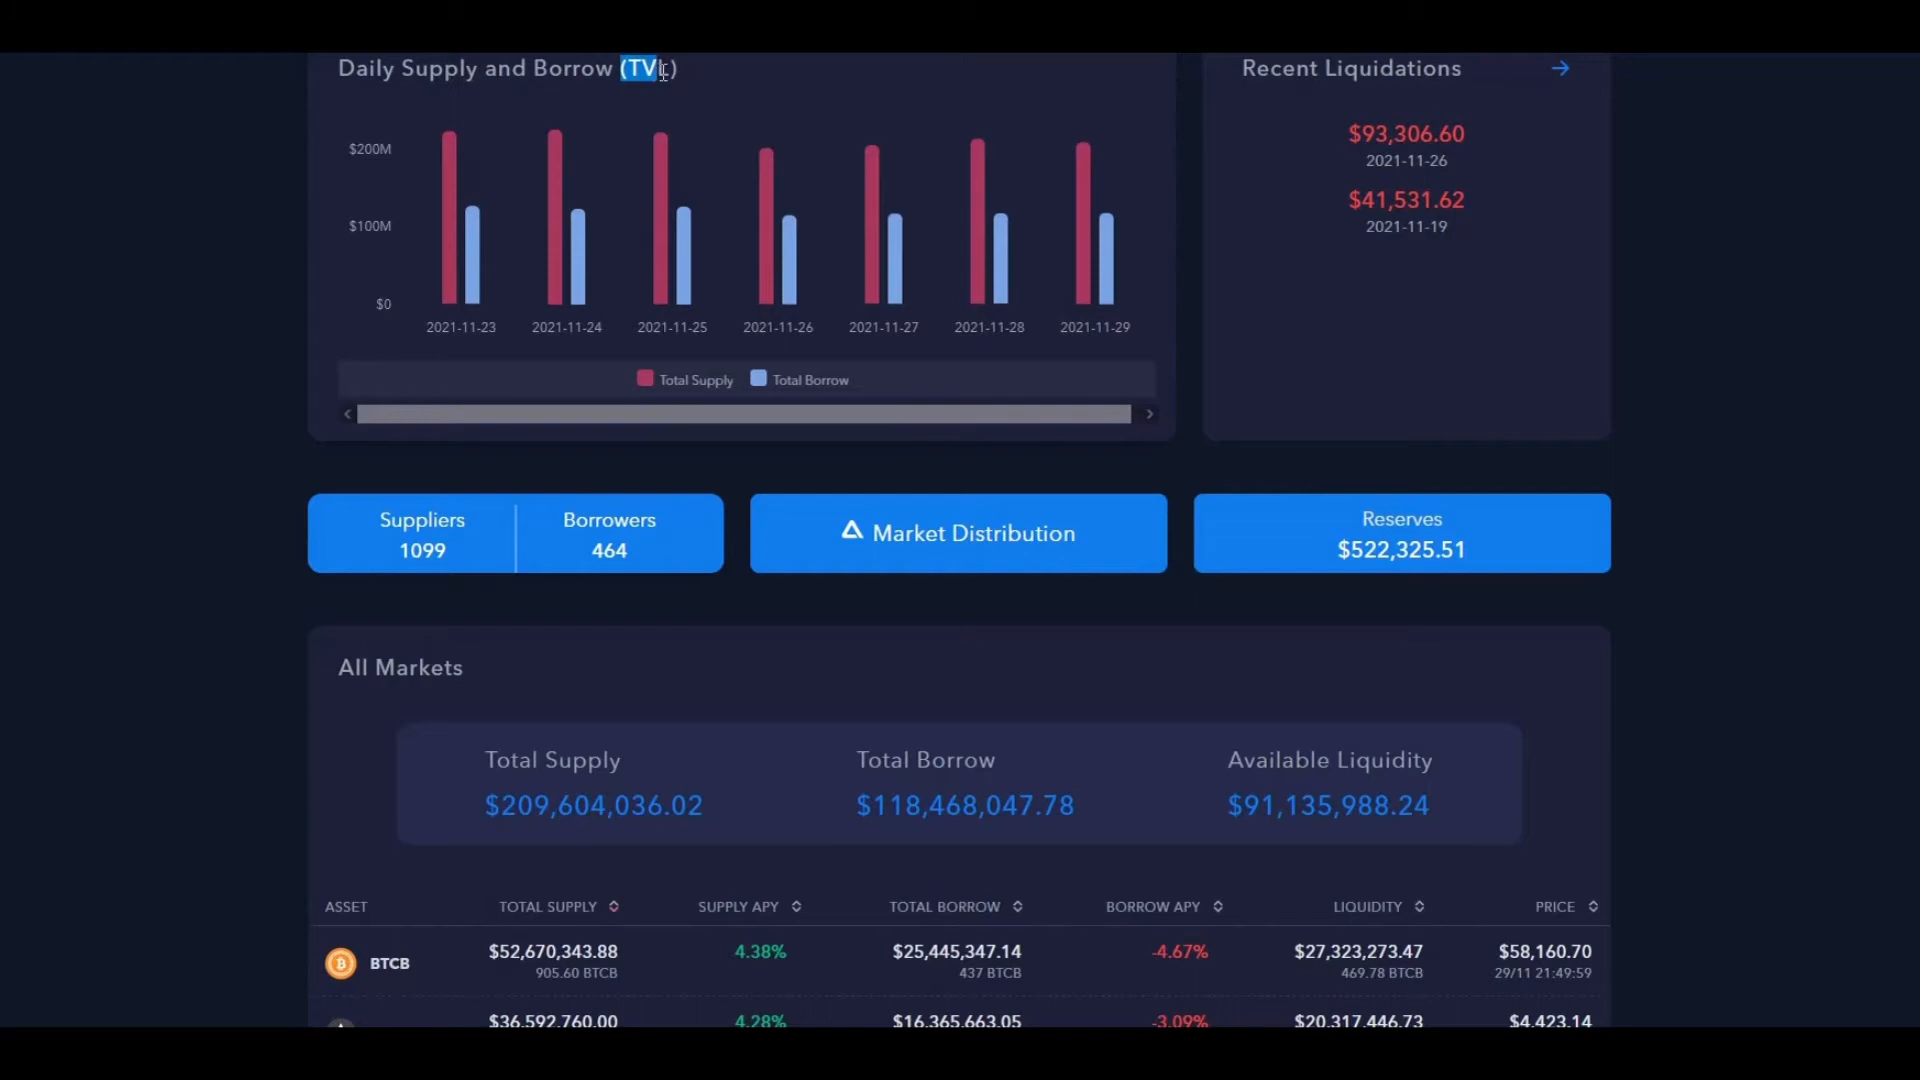 Daily Supply and Borrow (TVL)
Recent Liquidations
$200M
$100M
$0
2021-11-23 2021-11-24 2021-11-25 2021-11-26 2021-11-27 2021-11-28 2021-11-29
Total Supply Total Borrow
$93,306.60
2021-11-26
$41,531.62
2021-11-19
Suppliers
1099
Borrowers
464
Market Distribution
Reserves
$522,325.51
All Markets
Total Supply
$209,604,036.02
Total Borrow
$118,468,047.78
Available Liquidity
$91,135,988.24
ASSET TOTAL SUPPLY SUPPLY APY TOTAL BORROW BORROW APY LIQUIDITY PRICE
BTCB $52,670,343.88 4.38% $25,445,347.14 -4.67% $27,323,273.47 $58,160.70
905.60 BTCB 437 BTCB 469.78 BTCB 29/11 21:49:59
$36,592,760.00 4.28% $16,365,663.05 -3.09% $20,317,446.73 $4,423.14